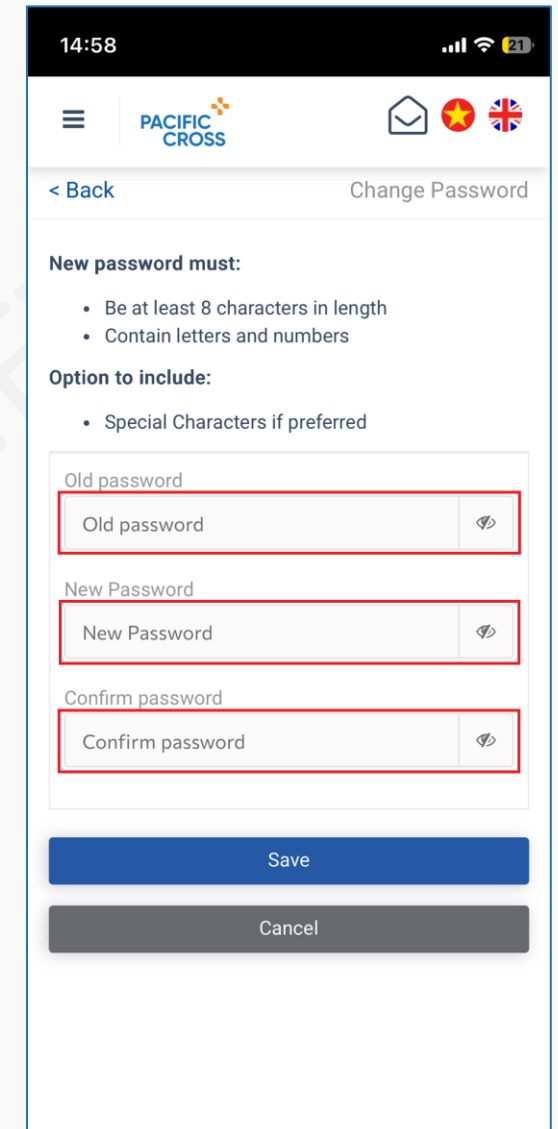 14:58
21
PACIFIC
CROSS
< Back
Change Password
New password must:
• Be at least 8 characters in length
• Contain letters and numbers
Option to include:
• Special Characters if preferred
Old password
Old password
New Password
New Password
Confirm password
Confirm password
Save
Cancel